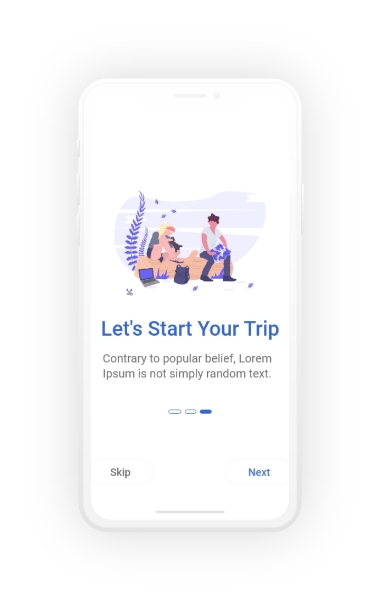 Let's Start Your Trip
Contrary to popular belief, Lorem
Ipsum is not simply random text.
Skip
Next